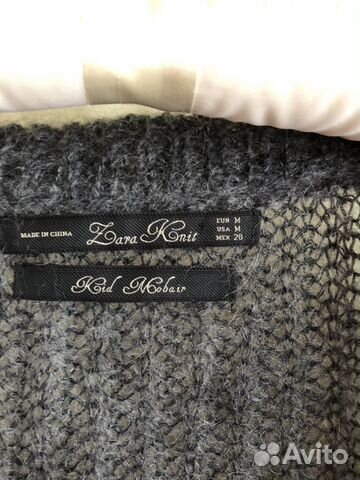 MADE IN CHINA
Zara Knit
EUR M
USA M
MEX 28
Kid Mohair
Avito